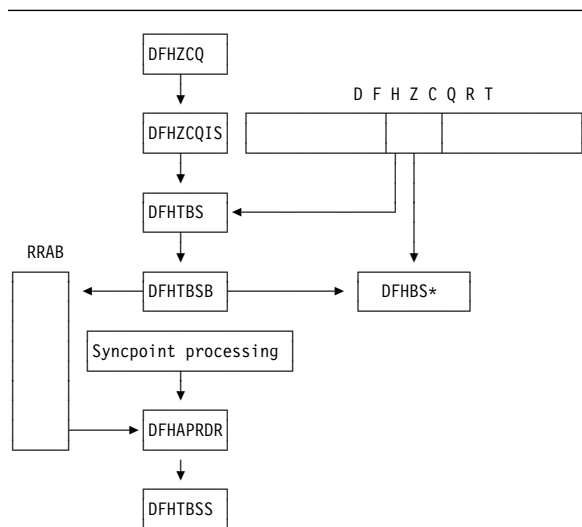 DFHZCQ
D F H Z C Q R T
DFHZCQIS
DFHTBS
RRAB
DFHTBSB
DFHBS*
Syncpoint processing
DFHAPRDR
DFHTBSS